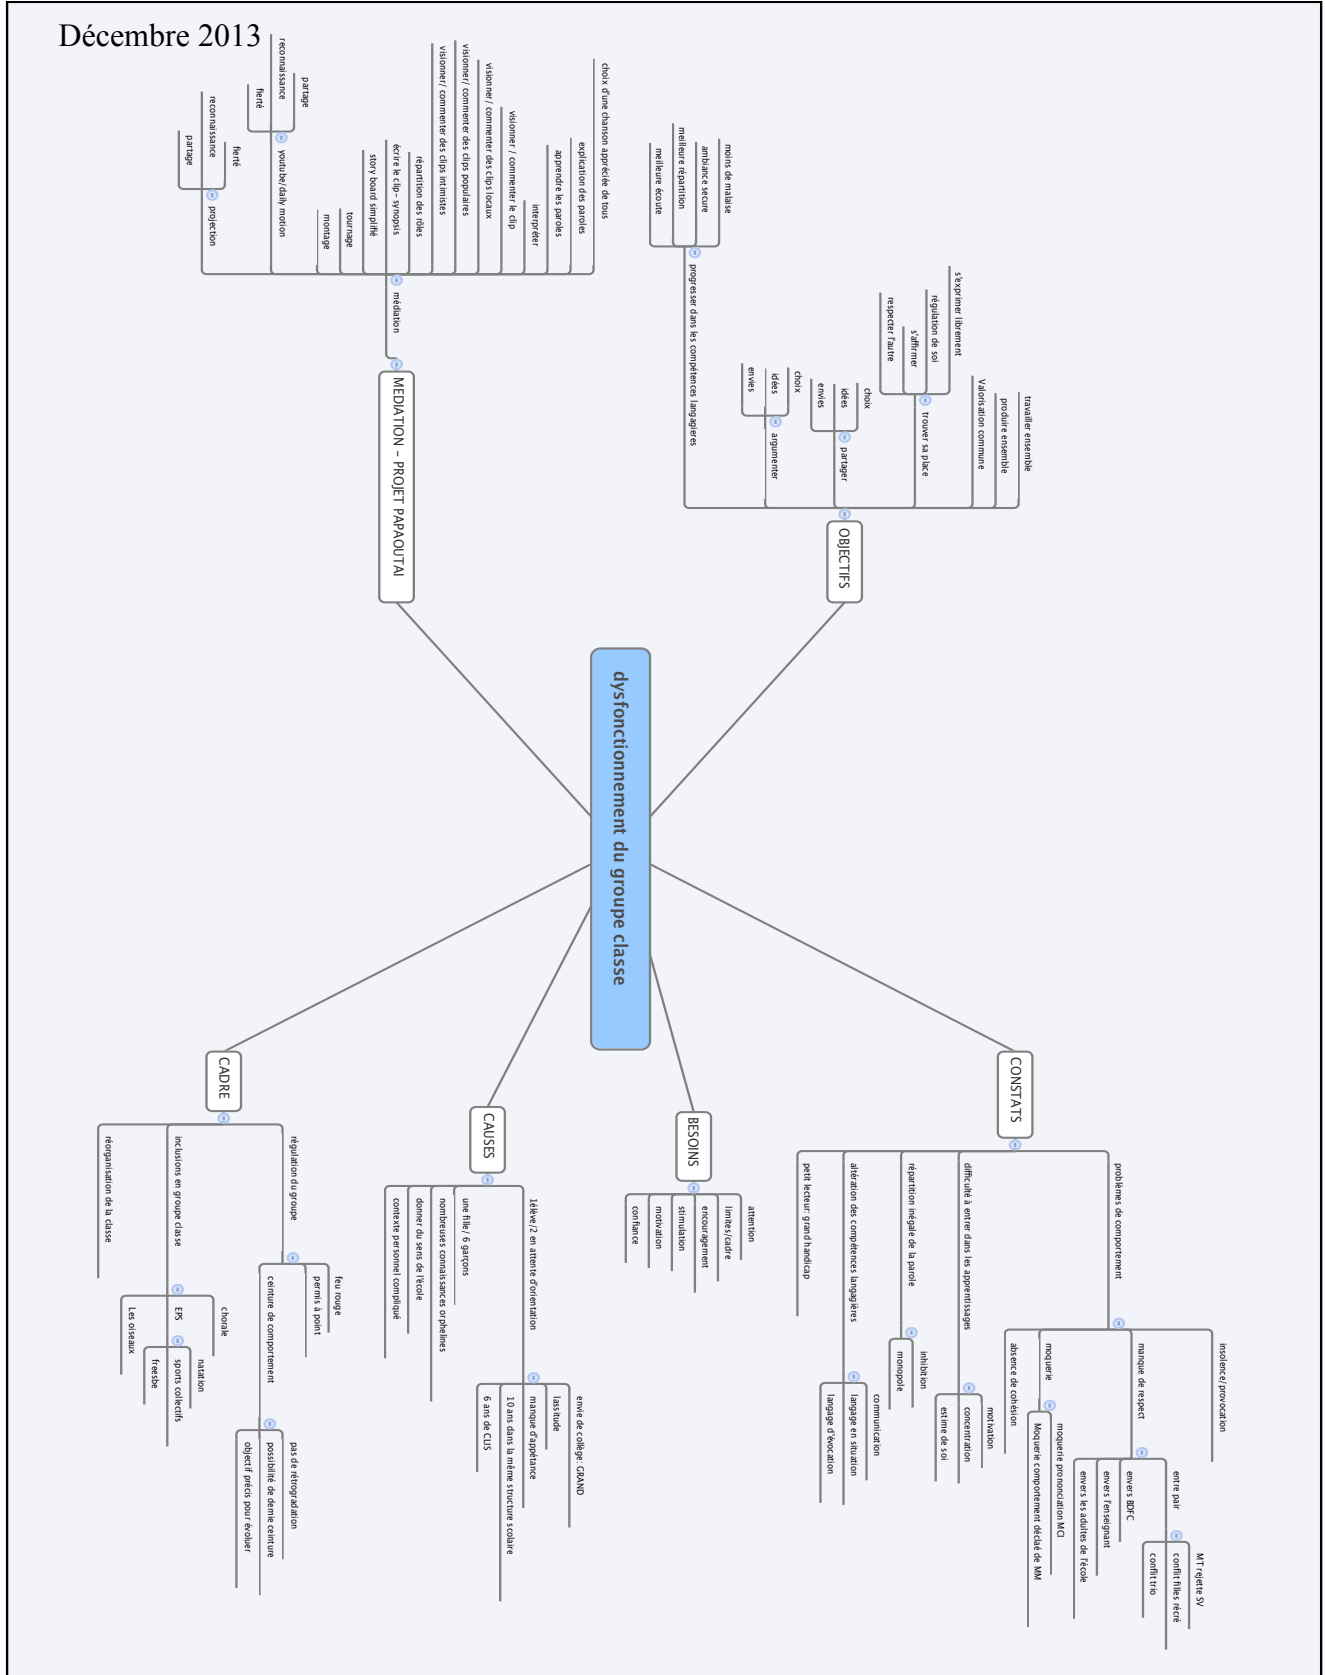 Décembre 2013
dysfonctionnement du groupe classe
CONSTATS
problèmes de comportement
insolence/provocation
manque de respect
entre pair
MT rejette SV
conflit filles récré
conflit trio
envers BDFC
envers l'enseignant
envers les adultes de l'école
moquerie
moquerie prononciation MCI
Moquerie comportement déclaé de MM
absence de cohésion
difficulté à entrer dans les apprentissages
motivation
concentration
estime de soi
répartition inégale de la parole
inhibition
monopole
altération des compétences langagières
communication
langage en situation
langage d'évocation
petit lecteur: grand handicap
BESOINS
attention
limites/cadre
encouragement
stimulation
motivation
confiance
CAUSES
1élève/2 en attente d'orientation
envie de collège: GRAND
lassitude
manque d'appétance
10 ans dans la même structure scolaire
6 ans de CLIS
une fille/ 6 garçons
nombreuses connaissances orphelines
donner du sens de l'école
contexte personnel compliqué
CADRE
régulation du groupe
feu rouge
permis à point
ceinture de comportement
pas de rétrogradation
possibilité de demie ceinture
objectif précis pour évoluer
inclusions en groupe classe
chorale
EPS
natation
sports collectifs
freesbe
Les oiseaux
réorganisation de la classe
OBJECTIFS
travailler ensemble
produire ensemble
Valorisation commune
trouver sa place
s'exprimer librement
régulation de soi
s'affirmer
respecter l'autre
partager
choix
idées
envies
argumenter
choix
idées
envies
progresser dans les compétences langagieres
moins de malaise
ambiance secure
meilleure répartition
meilleure écoute
MEDIATION – PROJET PAPAOUTAI
médiation
choix d'une chanson appréciée de tous
explication des paroles
apprendre les paroles
interpréter
visionner / commenter le clip
visionner/ commenter des clips locaux
visionner/ commenter des clips populaires
visionner/ commenter des clips intimistes
répartition des rôles
écrire le clip – synopsis
story board simplifié
tournage
montage
youtube/daily motion
partage
reconnaissance
fierté
projection
fierté
reconnaissance
partage